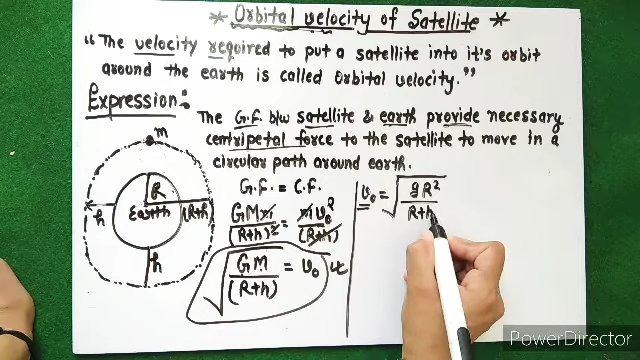 * Orbital velocity of Satellite *
“ The velocity required to put a satellite into it's orbit
around the earth is called Orbital velocity.”
Expression:
The G.F. b/w satellite & earth provide necessary
centripetal force to the satellite to move in a
circular path around earth.
m
R
Earth
(R+h)
h
h
G.F. = C.F.
GMm/(R+h)² = mv₀²/(R+h)
√GM/(R+h) = v₀
v₀ = √gR²/R+h
PowerDirector